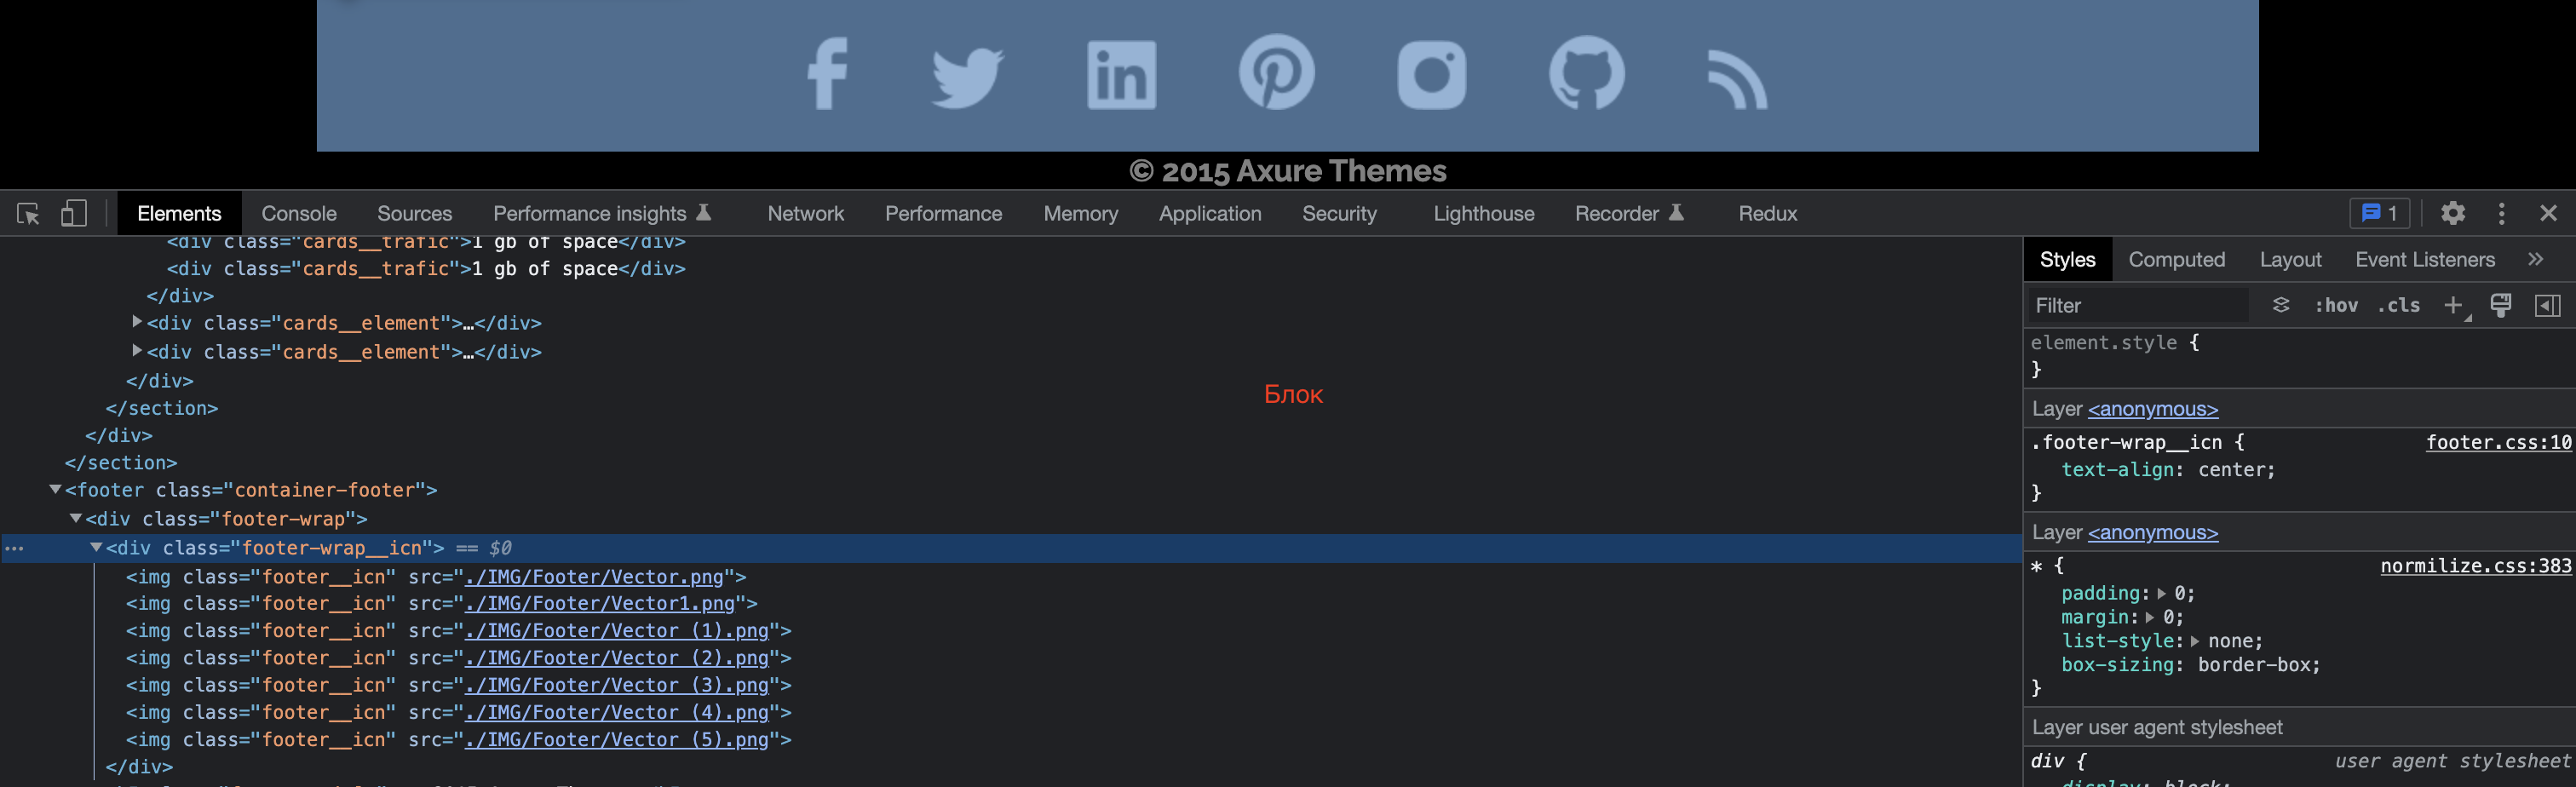 © 2015 Axure Themes
Elements Console Sources Performance insights Network Performance Memory Application Security Lighthouse Recorder Redux 1
<div class="cards__trafic">1 gb of space</div>
<div class="cards__trafic">1 gb of space</div>
</div>
<div class="cards__element">…</div>
<div class="cards__element">…</div>
</div>
</section>
</div>
</section>
<footer class="container-footer">
<div class="footer-wrap">
<div class="footer-wrap__icn"> == $0
<img class="footer__icn" src="./IMG/Footer/Vector.png">
<img class="footer__icn" src="./IMG/Footer/Vector1.png">
<img class="footer__icn" src="./IMG/Footer/Vector (1).png">
<img class="footer__icn" src="./IMG/Footer/Vector (2).png">
<img class="footer__icn" src="./IMG/Footer/Vector (3).png">
<img class="footer__icn" src="./IMG/Footer/Vector (4).png">
<img class="footer__icn" src="./IMG/Footer/Vector (5).png">
</div>
Блок
Styles Computed Layout Event Listeners »
Filter :hov .cls +
element.style {
}
Layer <anonymous>
.footer-wrap__icn { footer.css:10
text-align: center;
}
Layer <anonymous>
* { normilize.css:383
padding: 0;
margin: 0;
list-style: none;
box-sizing: border-box;
}
Layer user agent stylesheet
div { user agent stylesheet
display: block;